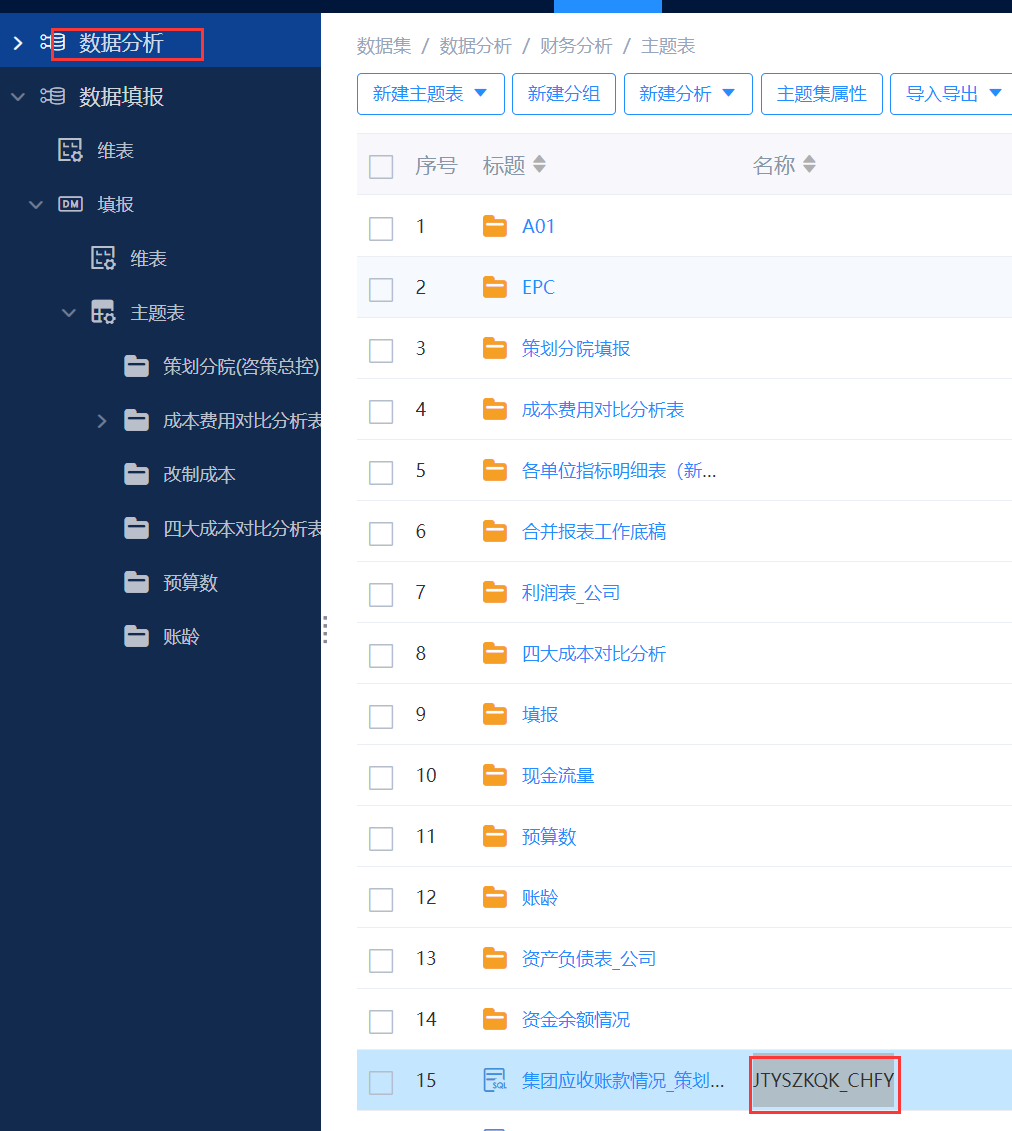 数据分析
数据填报
维表
DM 填报
维表
主题表
策划分院(咨策总控)
成本费用对比分析表
改制成本
四大成本对比分析表
预算数
账龄
数据集 / 数据分析 / 财务分析 / 主题表
新建主题表 新建分组 新建分析 主题集属性 导入导出
序号 标题 名称
1 A01
2 EPC
3 策划分院填报
4 成本费用对比分析表
5 各单位指标明细表（新...
6 合并报表工作底稿
7 利润表_公司
8 四大成本对比分析
9 填报
10 现金流量
11 预算数
12 账龄
13 资产负债表_公司
14 资金余额情况
15 SQL 集团应收账款情况_策划... JTYSZKQK_CHFY